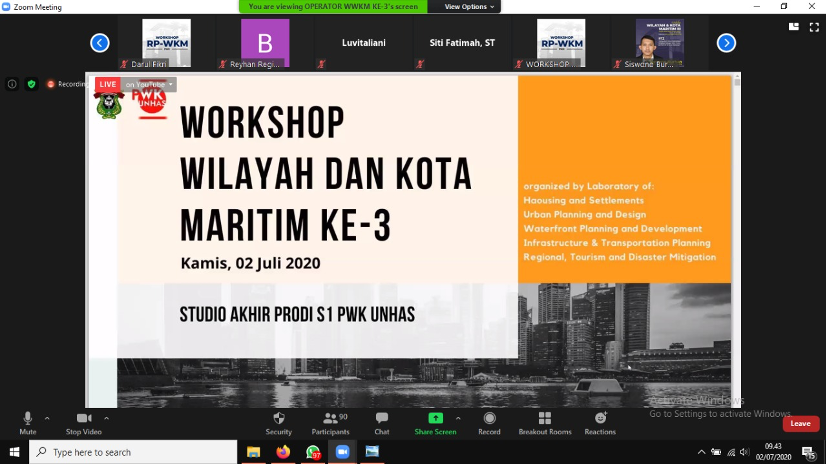 Zoom Meeting
You are viewing OPERATOR WWKM KE-3's screen
View Options
WORKSHOP
RP-WKM
Darul Fikri
B
Reyhan Regi...
Luvitaliani
Siti Fatimah, ST
WORKSHOP
RP-WKM
WORKSHOP...
WILAYAH & KOTA
MARITIM III
Siswono Bur...
Recording
LIVE on YouTube
PWK
UNHAS
WORKSHOP
WILAYAH DAN KOTA
MARITIM KE-3
Kamis, 02 Juli 2020
STUDIO AKHIR PRODI S1 PWK UNHAS
organized by Laboratory of:
Haousing and Settlements
Urban Planning and Design
Waterfront Planning and Development
Infrastructure & Transportation Planning
Regional, Tourism and Disaster Mitigation
Activate Windows
Go to Settings to activate Windows.
Mute
Stop Video
Security
Participants
90
Chat
Share Screen
Record
Breakout Rooms
Reactions
Leave
Type here to search
97
09.43
02/07/2020
15